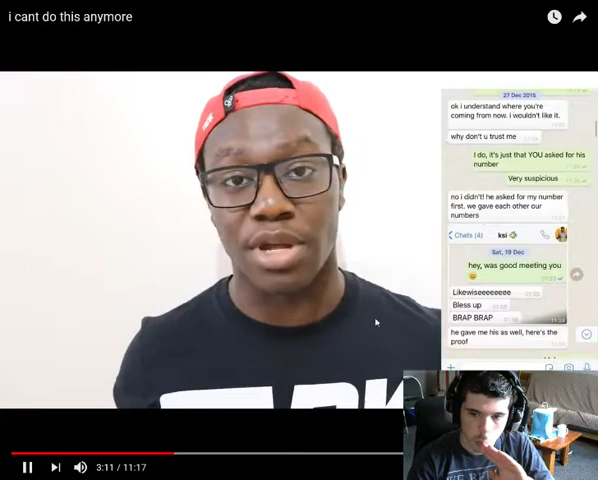 i cant do this anymore
27 Dec 2015
ok i understand where you're
coming from now. i wouldn't like it.
why don't u trust me
I do, it's just that YOU asked for his
number
Very suspicious
no i didn't! he asked for my number
first. we gave each other our
numbers
Chats (4)
ksi
Sat, 19 Dec
hey, was good meeting you
Likewiseeeeeee
Bless up
BRAP BRAP
he gave me his as well, here's the
proof
3:11 / 11:17